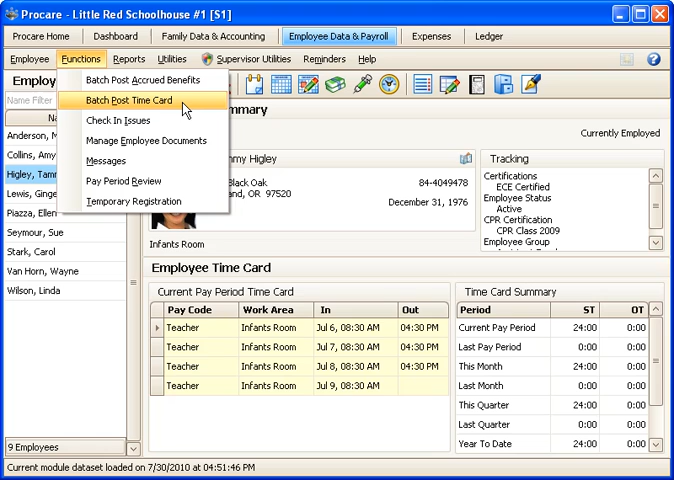 Procare - Little Red Schoolhouse #1 [S1]
Procare Home Dashboard Family Data & Accounting Employee Data & Payroll Expenses Ledger
Employee Functions Reports Utilities Supervisor Utilities Reminders Help
Employ
Name Filter
Na
Anderson, M
Collins, Amy
Higley, Tamm
Lewis, Ginge
Piazza, Ellen
Seymour, Sue
Stark, Carol
Van Horn, Wayne
Wilson, Linda
9 Employees
Batch Post Accrued Benefits
Batch Post Time Card
Check In Issues
Manage Employee Documents
Messages
Pay Period Review
Temporary Registration
mmary
Currently Employed
mmy Higley
Black Oak
and, OR 97520
84-4049478
December 31, 1976
Infants Room
Tracking
Certifications
ECE Certified
Employee Status
Active
CPR Certification
CPR Class 2009
Employee Group
Employee Time Card
Current Pay Period Time Card
Pay Code Work Area In Out
Teacher Infants Room Jul 6, 08:30 AM 04:30 PM
Teacher Infants Room Jul 7, 08:30 AM 04:30 PM
Teacher Infants Room Jul 8, 08:30 AM 04:30 PM
Teacher Infants Room Jul 9, 08:30 AM
Time Card Summary
Period ST OT
Current Pay Period 24:00 0:00
Last Pay Period 0:00 0:00
This Month 24:00 0:00
Last Month 0:00 0:00
This Quarter 24:00 0:00
Last Quarter 0:00 0:00
Year To Date 24:00 0:00
Current module dataset loaded on 7/30/2010 at 04:51:46 PM